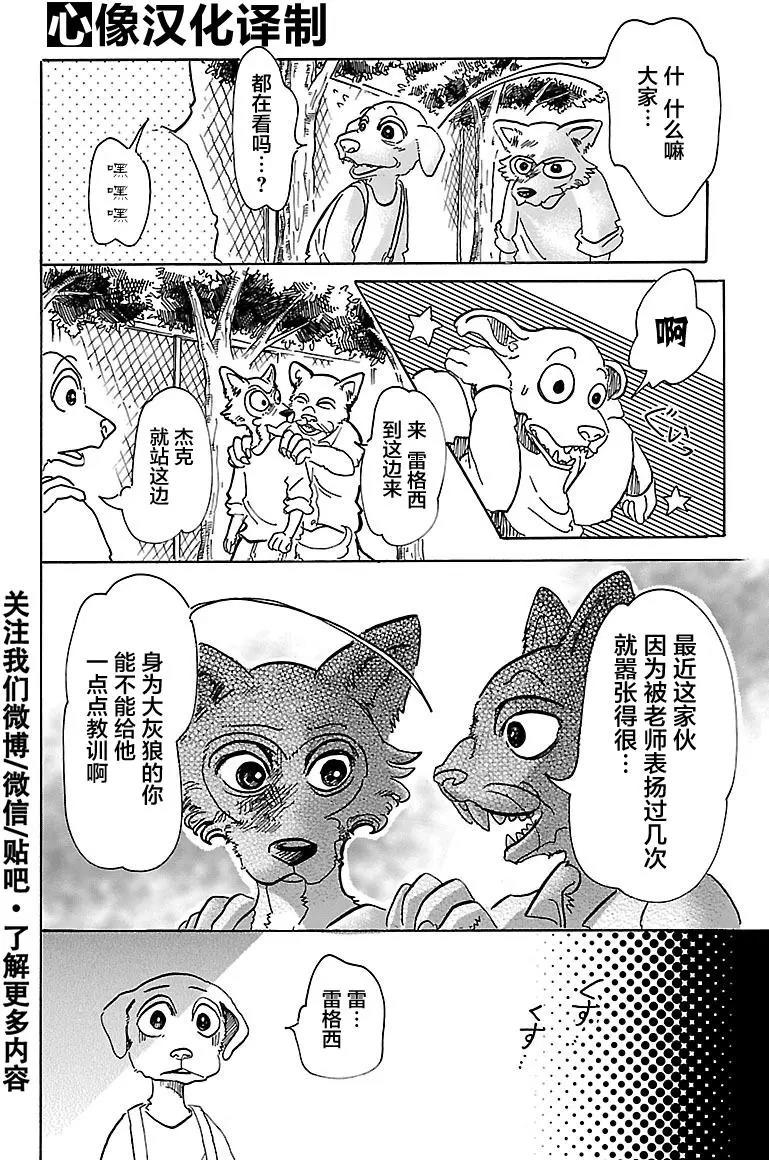 心像汉化译制
什 什么嘛
大家…
都在看吗…?
嘿
嘿
嘿
啊
ぐいっ
来 雷格西
到这边来
杰克
就站这边
最近这家伙
因为被老师表扬过几次
就嚣张得很…
身为大灰狼的你
能不能给他
一点点教训啊
くす
くす
雷…
雷格西
关注我们微博/微信/贴吧·了解更多内容